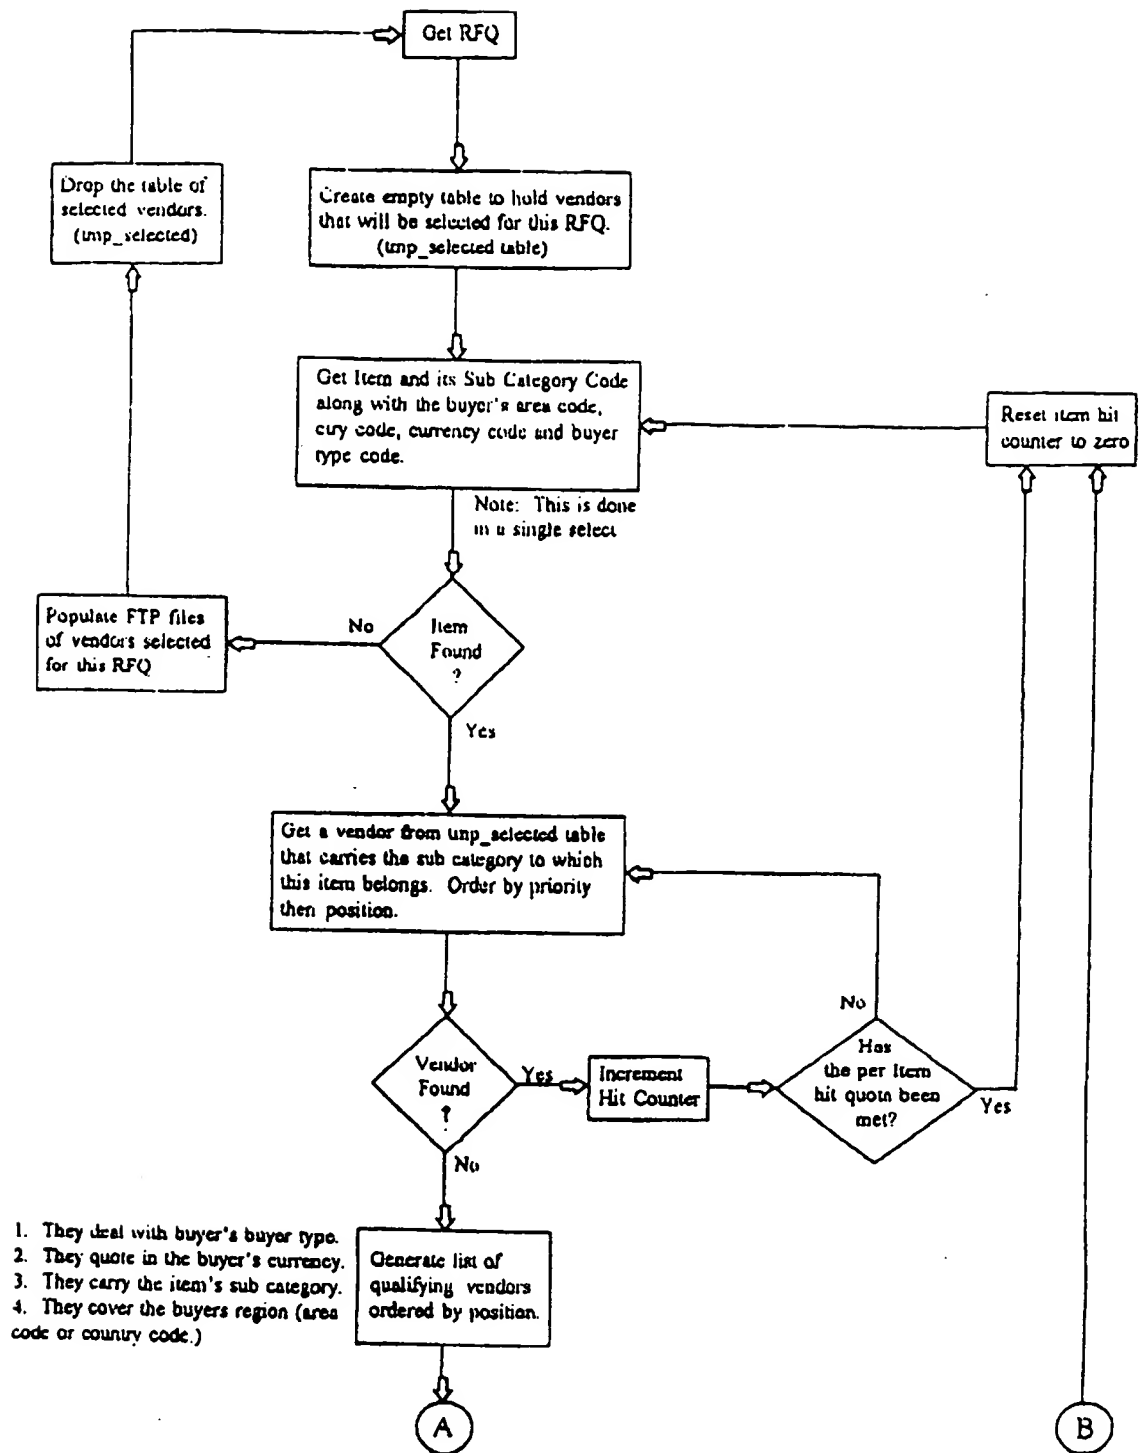 Get RFQ
Drop the table of
selected vendors.
(tmp_selected)
Create empty table to hold vendors
that will be selected for this RFQ.
(tmp_selected table)
Get Item and its Sub Category Code
along with the buyer's area code,
ctry code, currency code and buyer
type code.
Reset item hit
counter to zero
Note: This is done
in a single select
Populate FTP files
of vendors selected
for this RFQ
No
Item
Found
?
Yes
Get a vendor from tmp_selected table
that carries the sub category to which
this item belongs. Order by priority
then position.
No
Vendor
Found
?
Yes
Increment
Hit Counter
Has
the per item
hit quota been
met?
Yes
No
1. They deal with buyer's buyer type.
2. They quote in the buyer's currency.
3. They carry the item's sub category.
4. They cover the buyers region (area
code or country code.)
Generate list of
qualifying vendors
ordered by position.
A
B